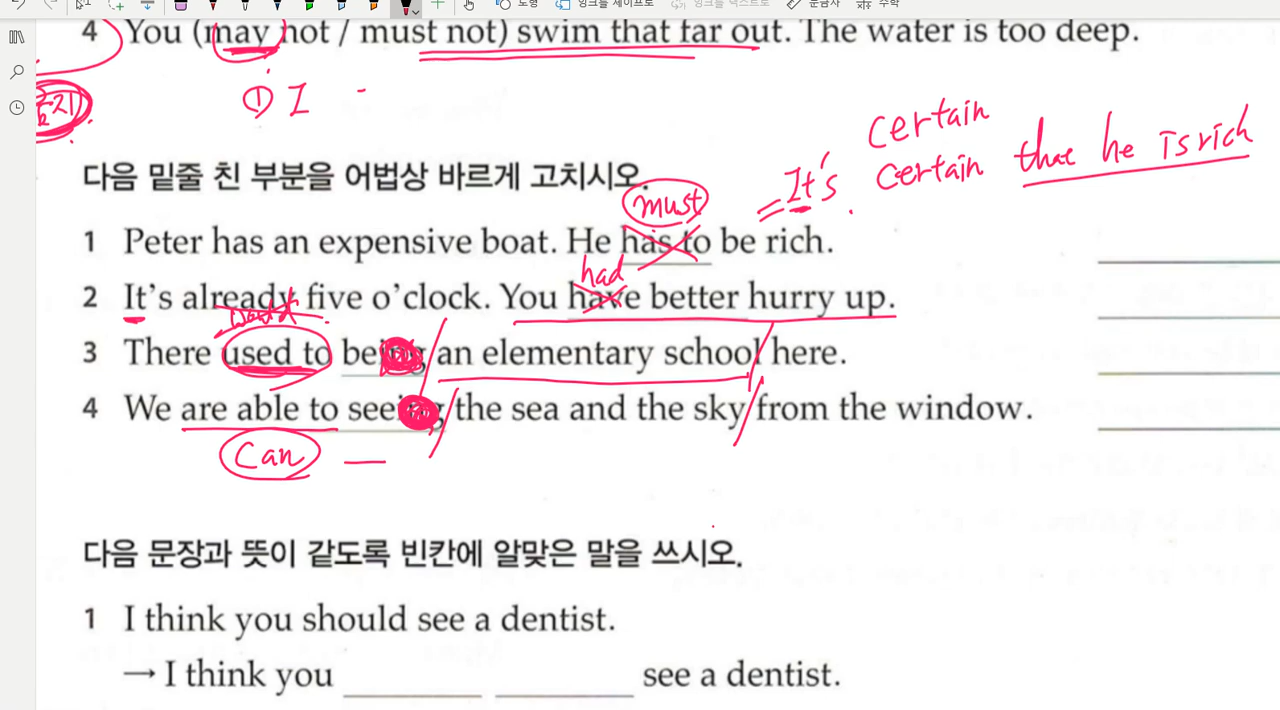 4 You (may not / must not) swim that far out. The water is too deep.
① I
certain
It's certain that he is rich
다음 밑줄 친 부분을 어법상 바르게 고치시오.
must
1 Peter has an expensive boat. He has to be rich.
had
2 It's already five o'clock. You have better hurry up.
would
3 There used to being an elementary school here.
4 We are able to seeing the sea and the sky from the window.
Can
다음 문장과 뜻이 같도록 빈칸에 알맞은 말을 쓰시오.
1 I think you should see a dentist.
→ I think you ______ ______ see a dentist.